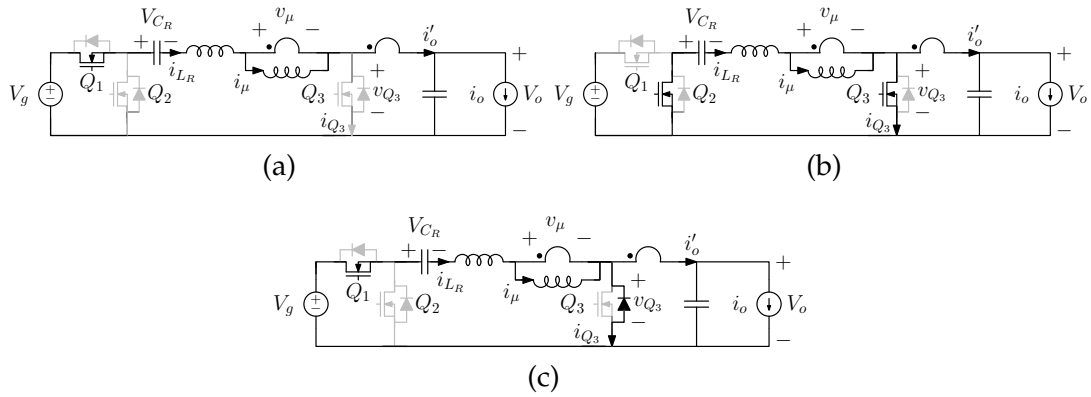 V_{C_R} v_μ
+ − + − i'_o
+
i_{L_R}
Q_1 i_μ +
V_g Q_2 Q_3 v_{Q_3} i_o V_o
+ − −
i_{Q_3} −
(a)
V_{C_R} v_μ
+ − + − i'_o
+
i_{L_R}
Q_1 i_μ +
V_g Q_2 Q_3 v_{Q_3} i_o V_o
+ − −
i_{Q_3} −
(b)
V_{C_R} v_μ
+ − + − i'_o
+
i_{L_R}
Q_1 i_μ +
V_g Q_2 Q_3 v_{Q_3} i_o V_o
+ − −
i_{Q_3} −
(c)